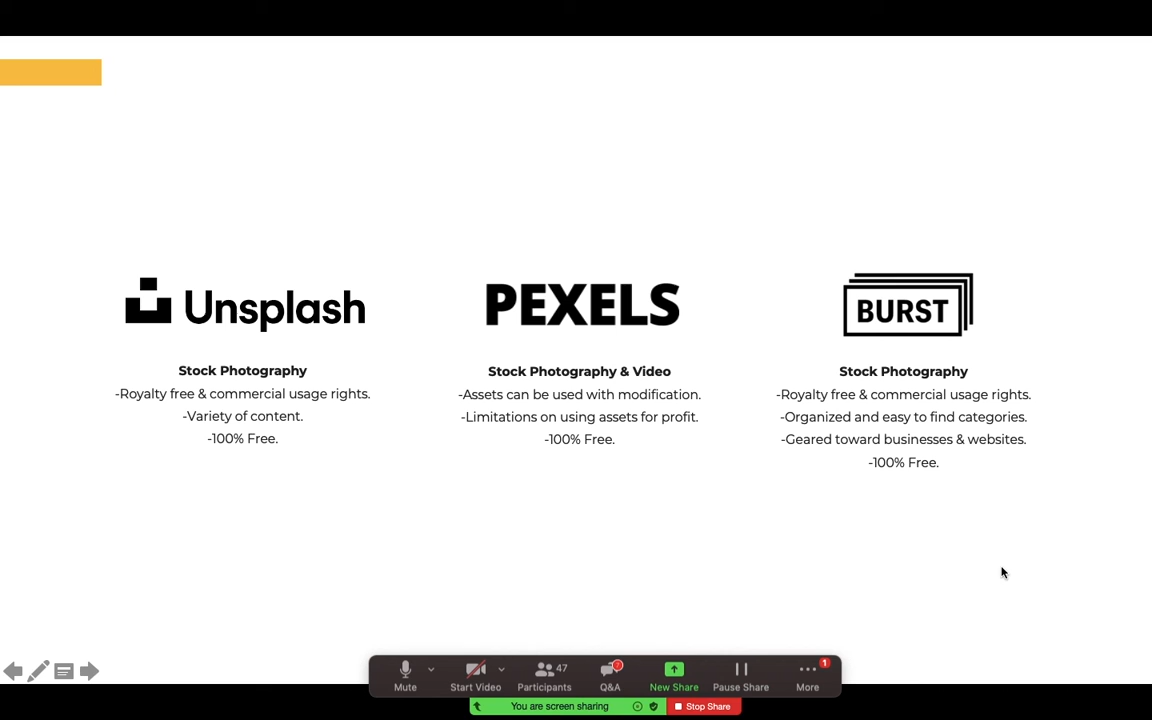 Unsplash
Stock Photography
-Royalty free & commercial usage rights.
-Variety of content.
-100% Free.
PEXELS
Stock Photography & Video
-Assets can be used with modification.
-Limitations on using assets for profit.
-100% Free.
BURST
Stock Photography
-Royalty free & commercial usage rights.
-Organized and easy to find categories.
-Geared toward businesses & websites.
-100% Free.
Mute
Start Video
47
Participants
Q&A
New Share
Pause Share
1
More
You are screen sharing
Stop Share